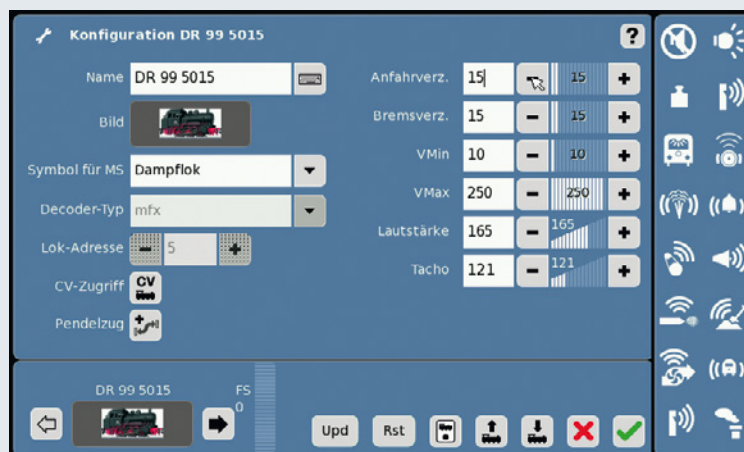 Konfiguration DR 99 5015
?
Name DR 99 5015
Bild
Symbol für MS Dampflok
Decoder-Typ mfx
Lok-Adresse − 5 +
CV-Zugriff CV
Pendelzug
Anfahrverz. 15 − 15 +
Bremsverz. 15 − 15 +
VMin 10 − 10 +
VMax 250 − 250 +
Lautstärke 165 − 165 +
Tacho 121 − 121 +
DR 99 5015 FS
0
Upd Rst